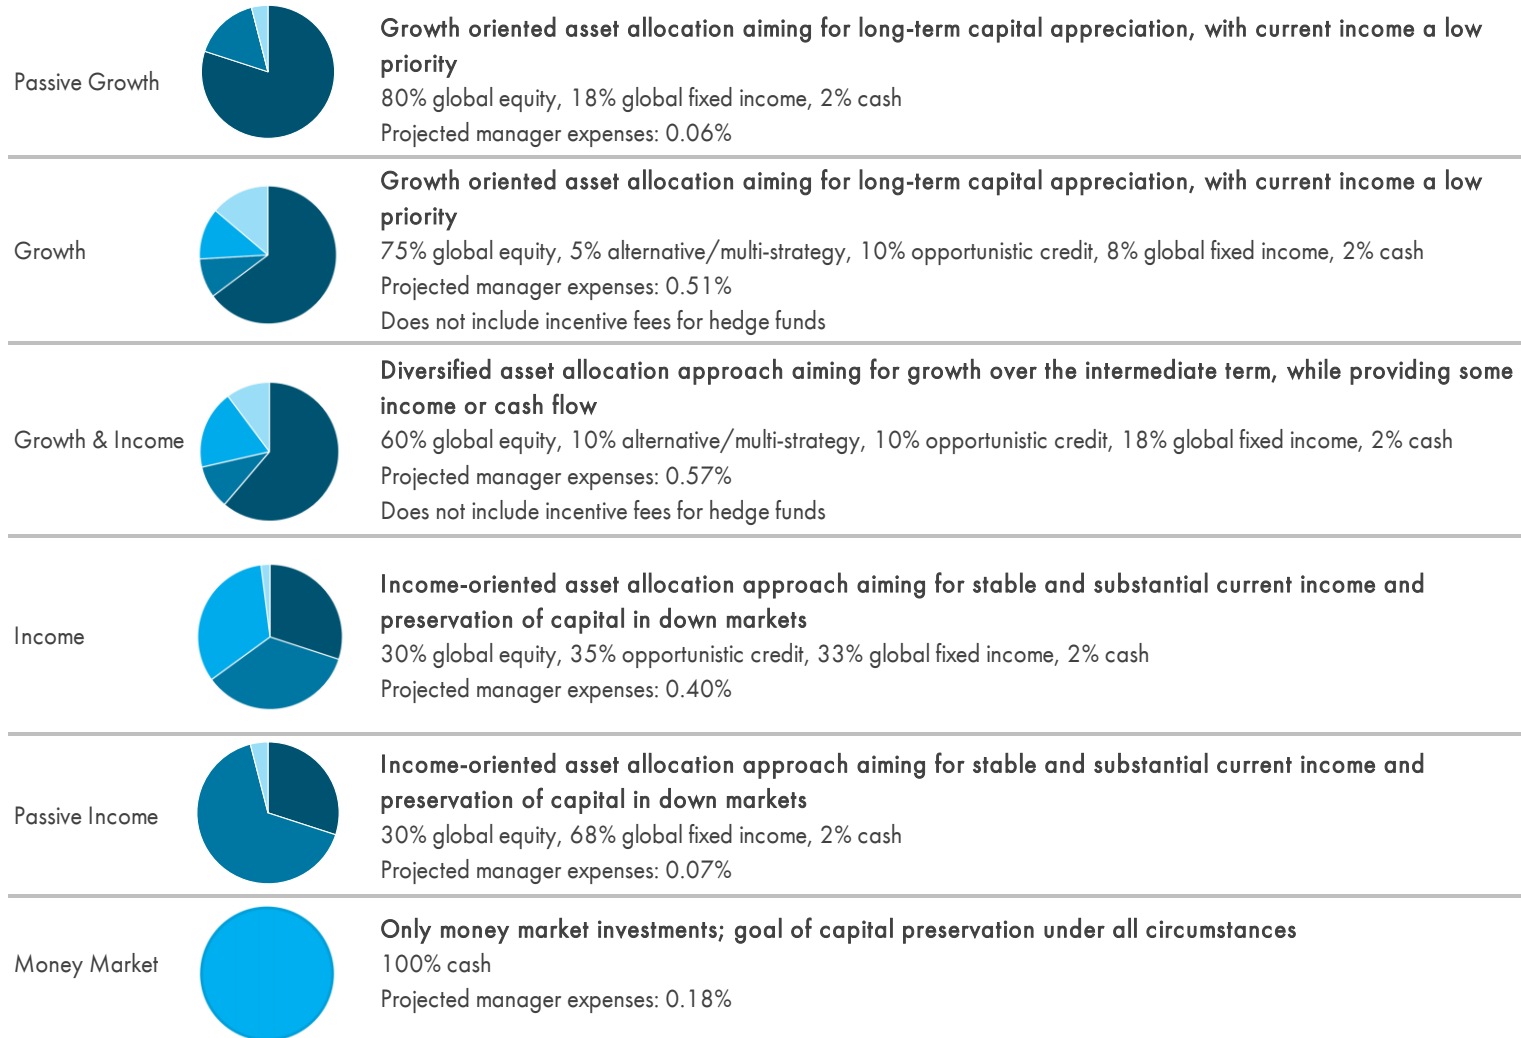 Passive Growth
Growth oriented asset allocation aiming for long-term capital appreciation, with current income a low
priority
80% global equity, 18% global fixed income, 2% cash
Projected manager expenses: 0.06%
Growth
Growth oriented asset allocation aiming for long-term capital appreciation, with current income a low
priority
75% global equity, 5% alternative/multi-strategy, 10% opportunistic credit, 8% global fixed income, 2% cash
Projected manager expenses: 0.51%
Does not include incentive fees for hedge funds
Growth & Income
Diversified asset allocation approach aiming for growth over the intermediate term, while providing some
income or cash flow
60% global equity, 10% alternative/multi-strategy, 10% opportunistic credit, 18% global fixed income, 2% cash
Projected manager expenses: 0.57%
Does not include incentive fees for hedge funds
Income
Income-oriented asset allocation approach aiming for stable and substantial current income and
preservation of capital in down markets
30% global equity, 35% opportunistic credit, 33% global fixed income, 2% cash
Projected manager expenses: 0.40%
Passive Income
Income-oriented asset allocation approach aiming for stable and substantial current income and
preservation of capital in down markets
30% global equity, 68% global fixed income, 2% cash
Projected manager expenses: 0.07%
Money Market
Only money market investments; goal of capital preservation under all circumstances
100% cash
Projected manager expenses: 0.18%